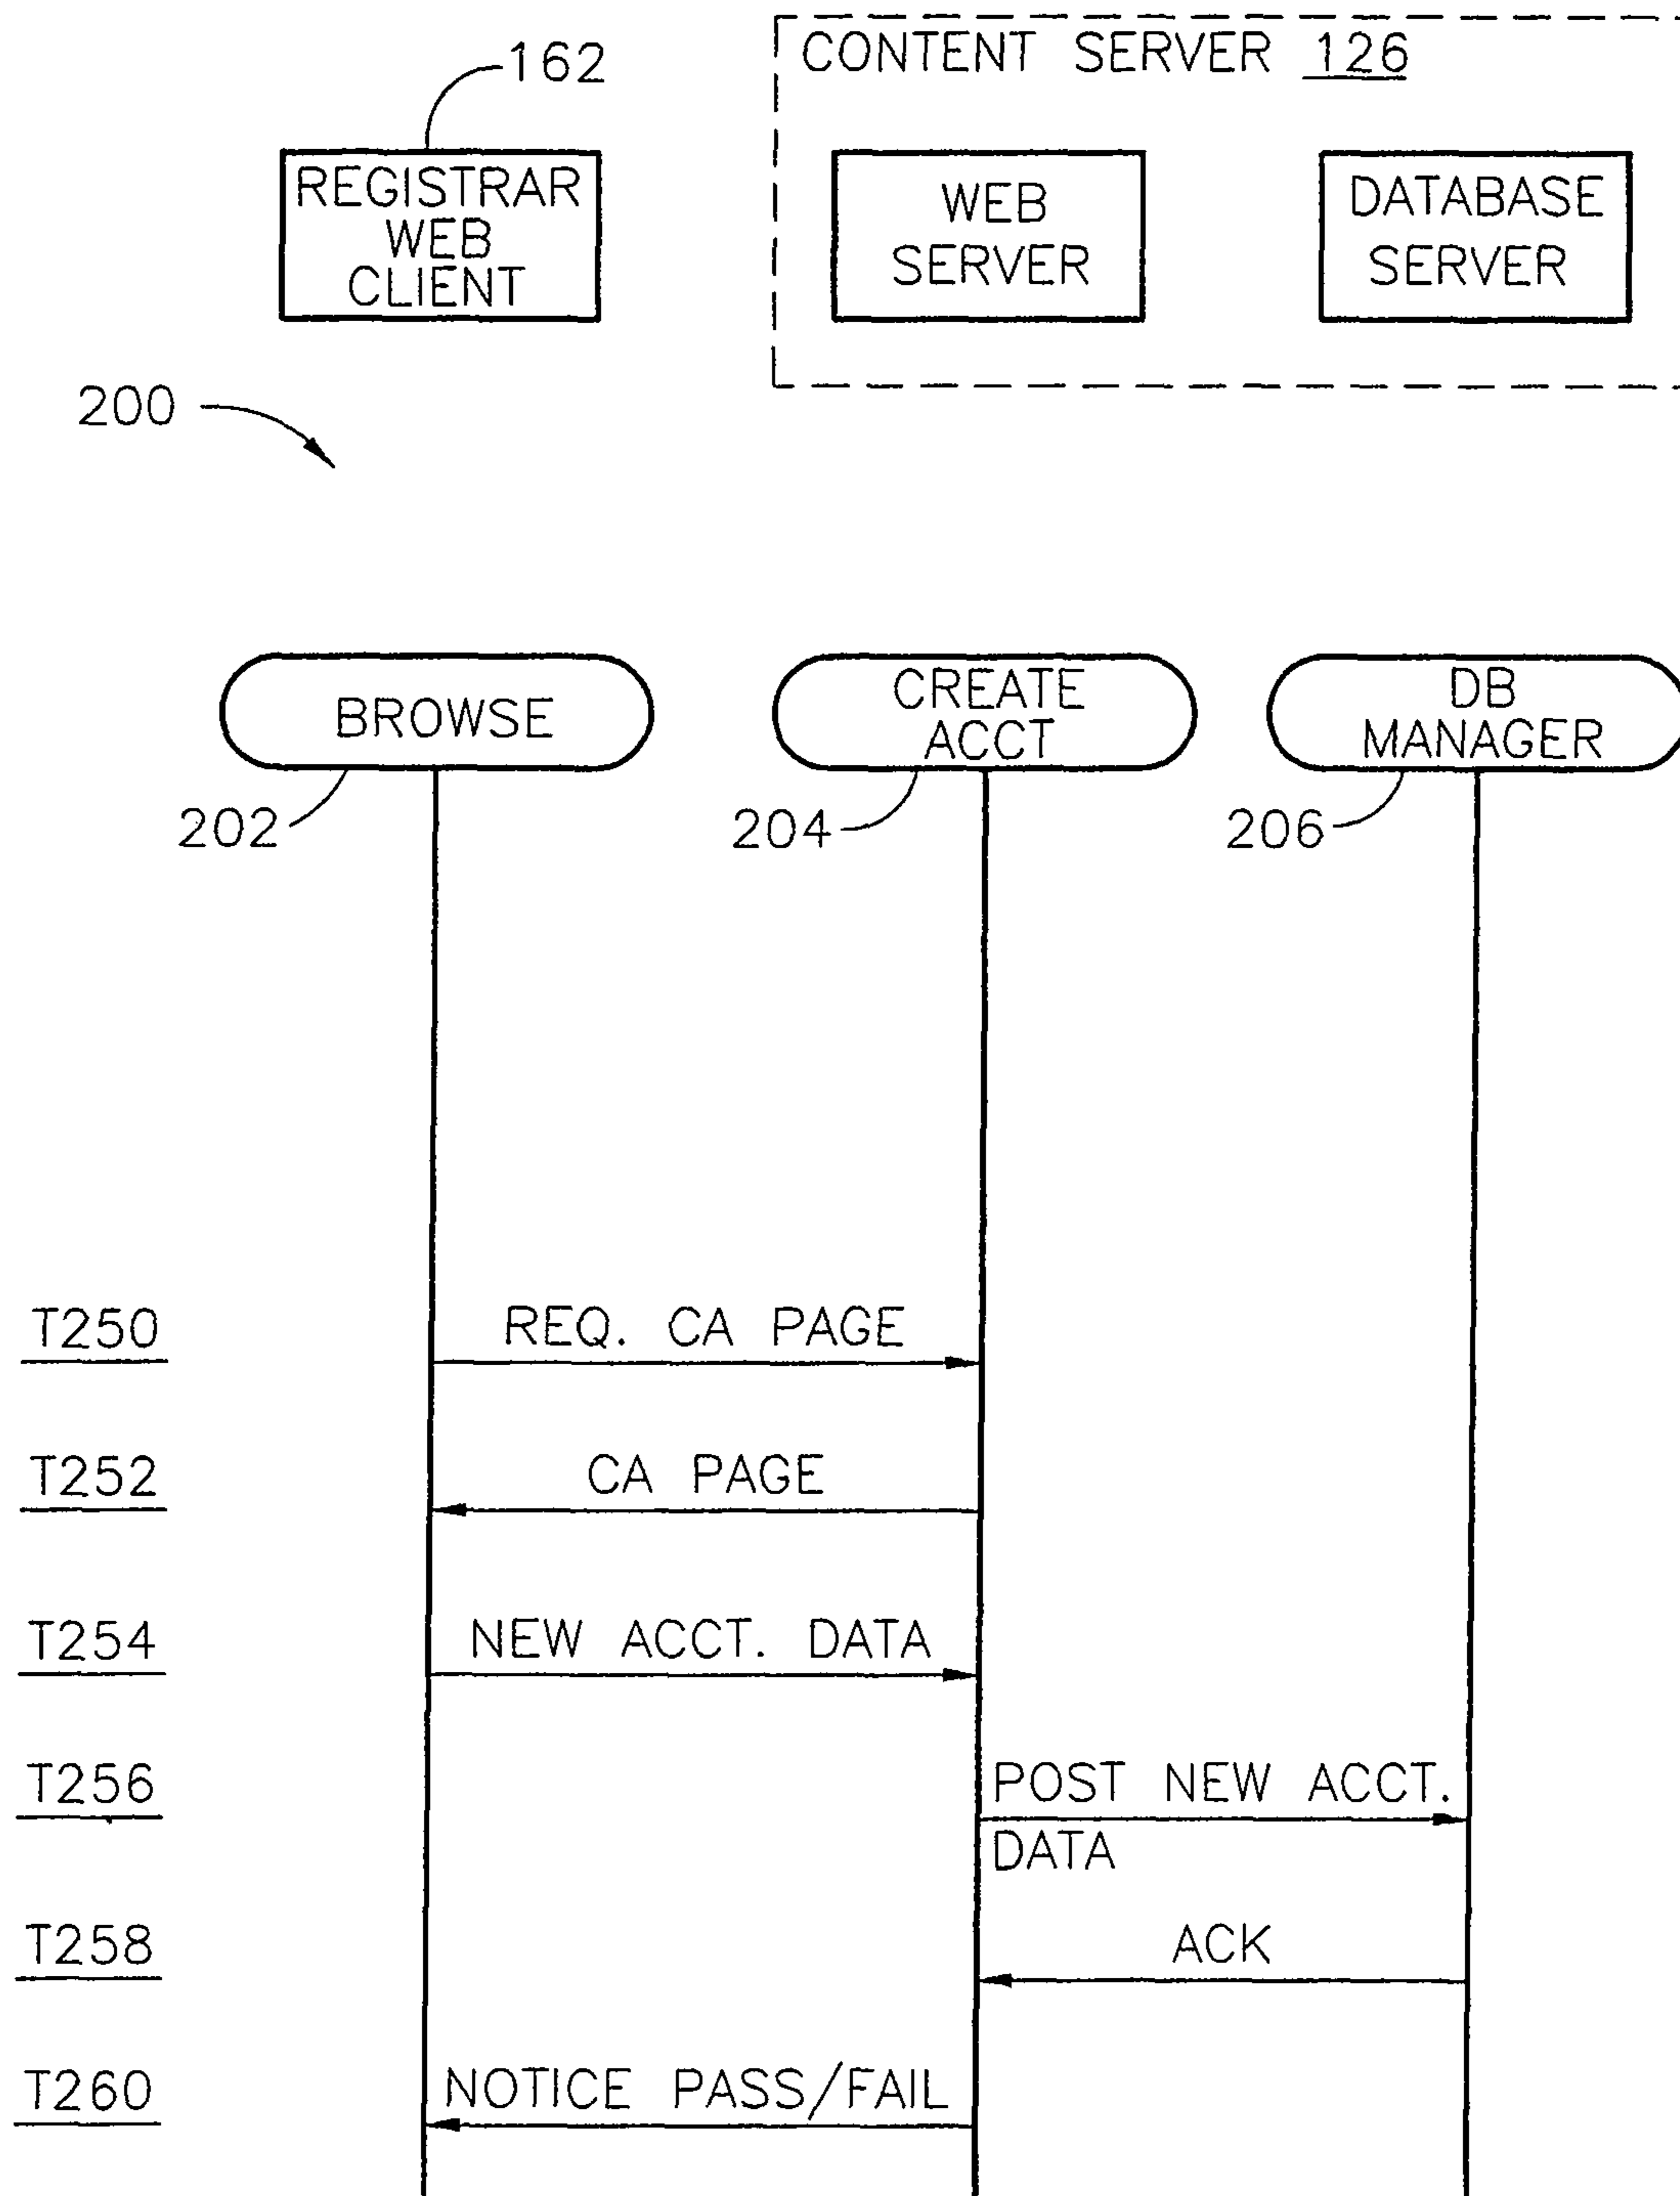 162
CONTENT SERVER 126
REGISTRAR
WEB
CLIENT
WEB
SERVER
DATABASE
SERVER
200
BROWSE
CREATE
ACCT
DB
MANAGER
202
204
206
T250
REQ. CA PAGE
T252
CA PAGE
T254
NEW ACCT. DATA
T256
POST NEW ACCT.
DATA
T258
ACK
T260
NOTICE PASS/FAIL